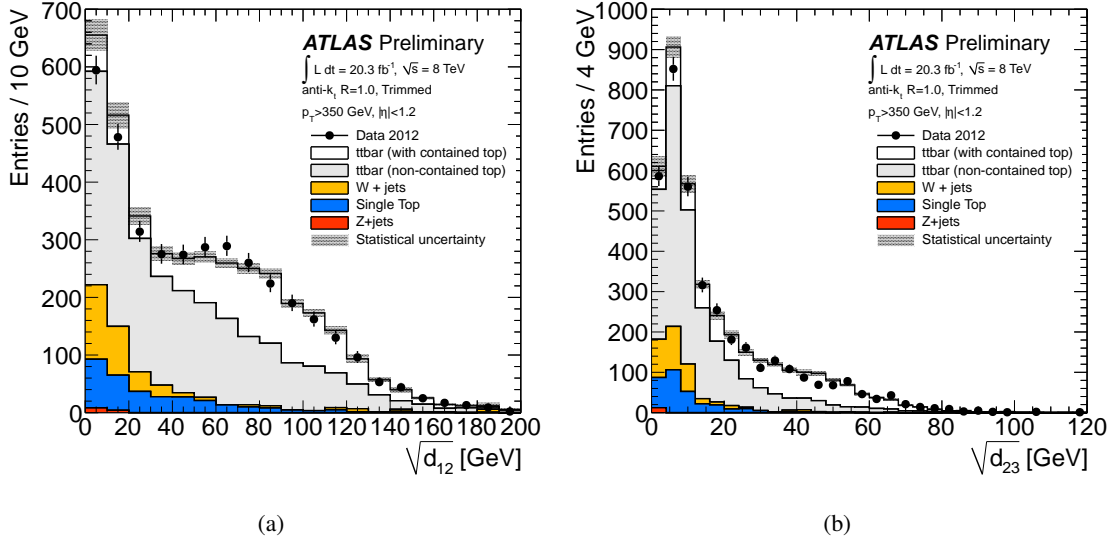 Entries / 10 GeV
700
600
500
400
300
200
100
0
ATLAS Preliminary
∫ L dt = 20.3 fb⁻¹, √s = 8 TeV
anti-kₜ R=1.0, Trimmed
p_T>350 GeV, |η|<1.2
Data 2012
ttbar (with contained top)
ttbar (non-contained top)
W + jets
Single Top
Z+jets
Statistical uncertainty
0 20 40 60 80 100 120 140 160 180 200
√d₁₂ [GeV]
(a)
Entries / 4 GeV
1000
900
800
700
600
500
400
300
200
100
0
ATLAS Preliminary
∫ L dt = 20.3 fb⁻¹, √s = 8 TeV
anti-kₜ R=1.0, Trimmed
p_T>350 GeV, |η|<1.2
Data 2012
ttbar (with contained top)
ttbar (non-contained top)
W + jets
Single Top
Z+jets
Statistical uncertainty
0 20 40 60 80 100 120
√d₂₃ [GeV]
(b)